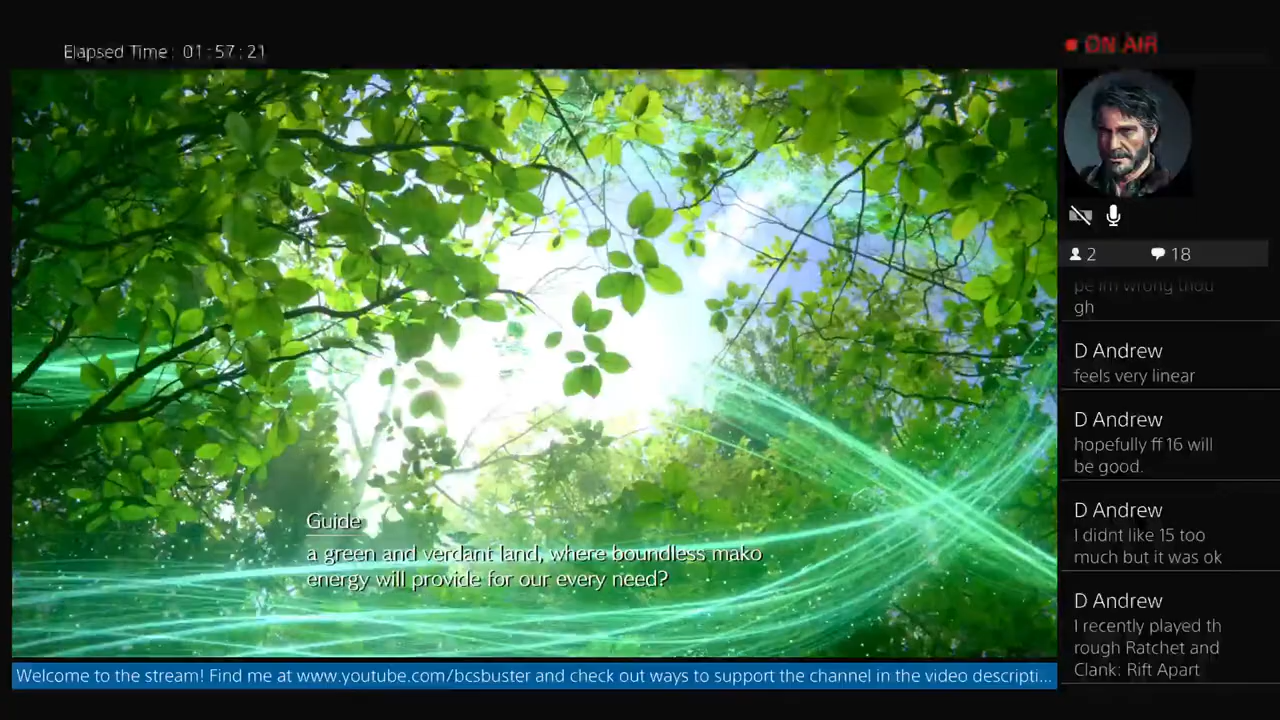 Elapsed Time: 01:57:21
ON AIR
2
18
pe im wrong thou
gh
D Andrew
feels very linear
D Andrew
hopefully ff 16 will
be good.
D Andrew
I didnt like 15 too
much but it was ok
D Andrew
I recently played th
rough Ratchet and
Clank: Rift Apart
Guide
a green and verdant land, where boundless mako
energy will provide for our every need?
Welcome to the stream! Find me at www.youtube.com/bcsbuster and check out ways to support the channel in the video descripti...